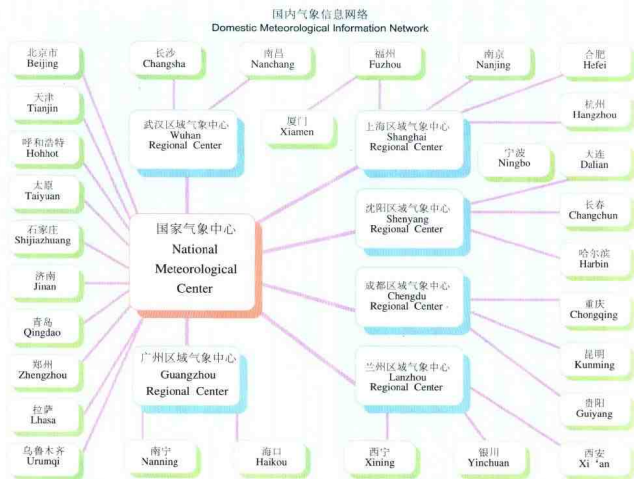 国内气象信息网络
Domestic Meteorological Information Network
北京市
Beijing
长沙
Changsha
南昌
Nanchang
福州
Fuzhou
南京
Nanjing
合肥
Hefei
天津
Tianjin
武汉区域气象中心
Wuhan
Regional Center
厦门
Xiamen
上海区域气象中心
Shanghai
Regional Center
杭州
Hangzhou
呼和浩特
Hohhot
宁波
Ningbo
大连
Dalian
太原
Taiyuan
沈阳区域气象中心
Shenyang
Regional Center
长春
Changchun
石家庄
Shijiazhuang
国家气象中心
National
Meteorological
Center
哈尔滨
Harbin
济南
Jinan
成都区域气象中心
Chengdu
Regional Center
重庆
Chongqing
青岛
Qingdao
昆明
Kunming
郑州
Zhengzhou
广州区域气象中心
Guangzhou
Regional Center
兰州区域气象中心
Lanzhou
Regional Center
贵阳
Guiyang
拉萨
Lhasa
乌鲁木齐
Urumqi
南宁
Nanning
海口
Haikou
西宁
Xining
银川
Yinchuan
西安
Xi 'an